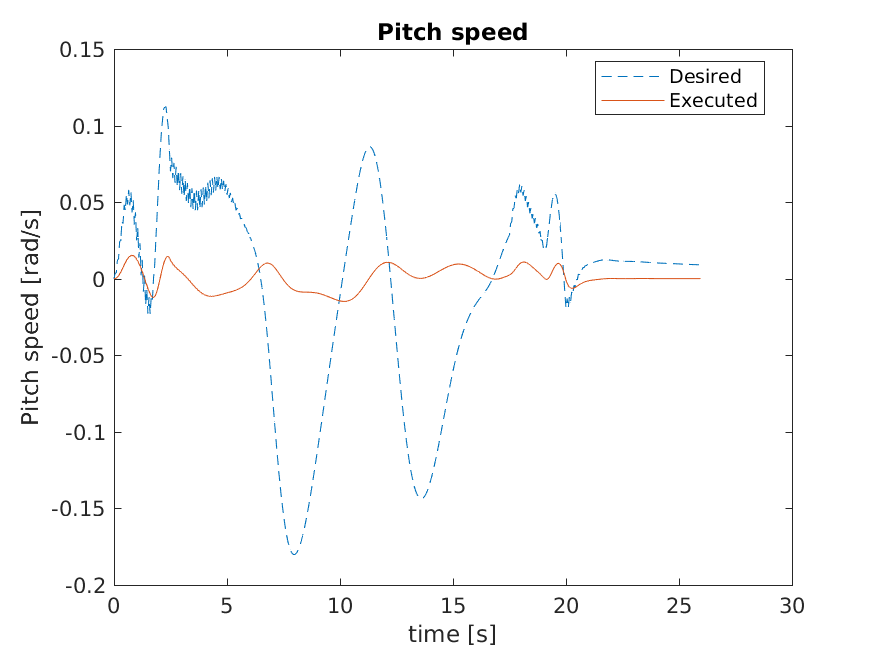 Pitch speed
0.15
0.1
0.05
0
-0.05
-0.1
-0.15
-0.2
Pitch speed [rad/s]
Desired
Executed
0 5 10 15 20 25 30
time [s]